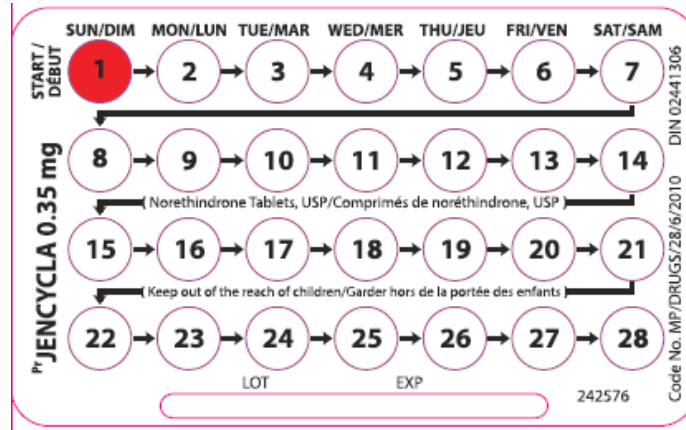 SUN/DIM MON/LUN TUE/MAR WED/MER THU/JEU FRI/VEN SAT/SAM
START /
DÉBUT
1 2 3 4 5 6 7
8 9 10 11 12 13 14
( Norethindrone Tablets, USP/Comprimés de noréthindrone, USP )
15 16 17 18 19 20 21
( Keep out of the reach of children/Garder hors de la portée des enfants )
22 23 24 25 26 27 28
LOT EXP
242576
Pr JENCYCLA 0.35 mg
Code No. MP/DRUGS/28/6/2010 DIN 02441306